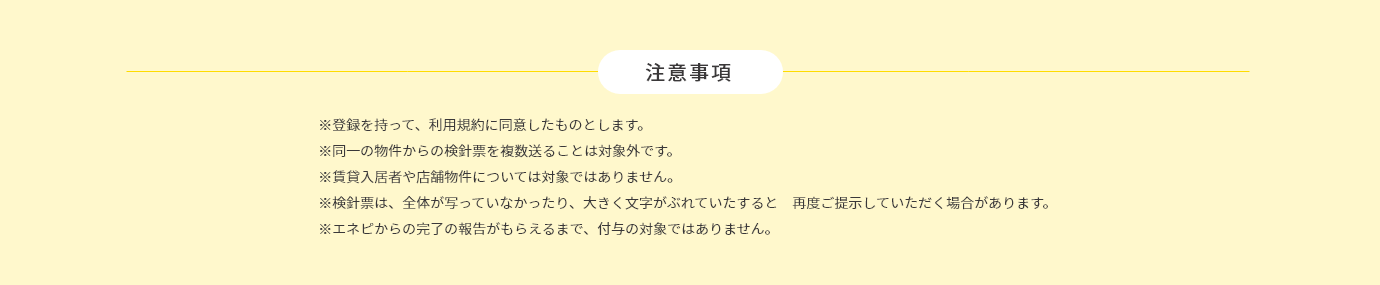 注意事項
※登録を持って、利用規約に同意したものとします。
※同一の物件からの検針票を複数送ることは対象外です。
※賃貸入居者や店舗物件については対象ではありません。
※検針票は、全体が写っていなかったり、大きく文字がぶれていたすると　再度ご提示していただく場合があります。
※エネピからの完了の報告がもらえるまで、付与の対象ではありません。